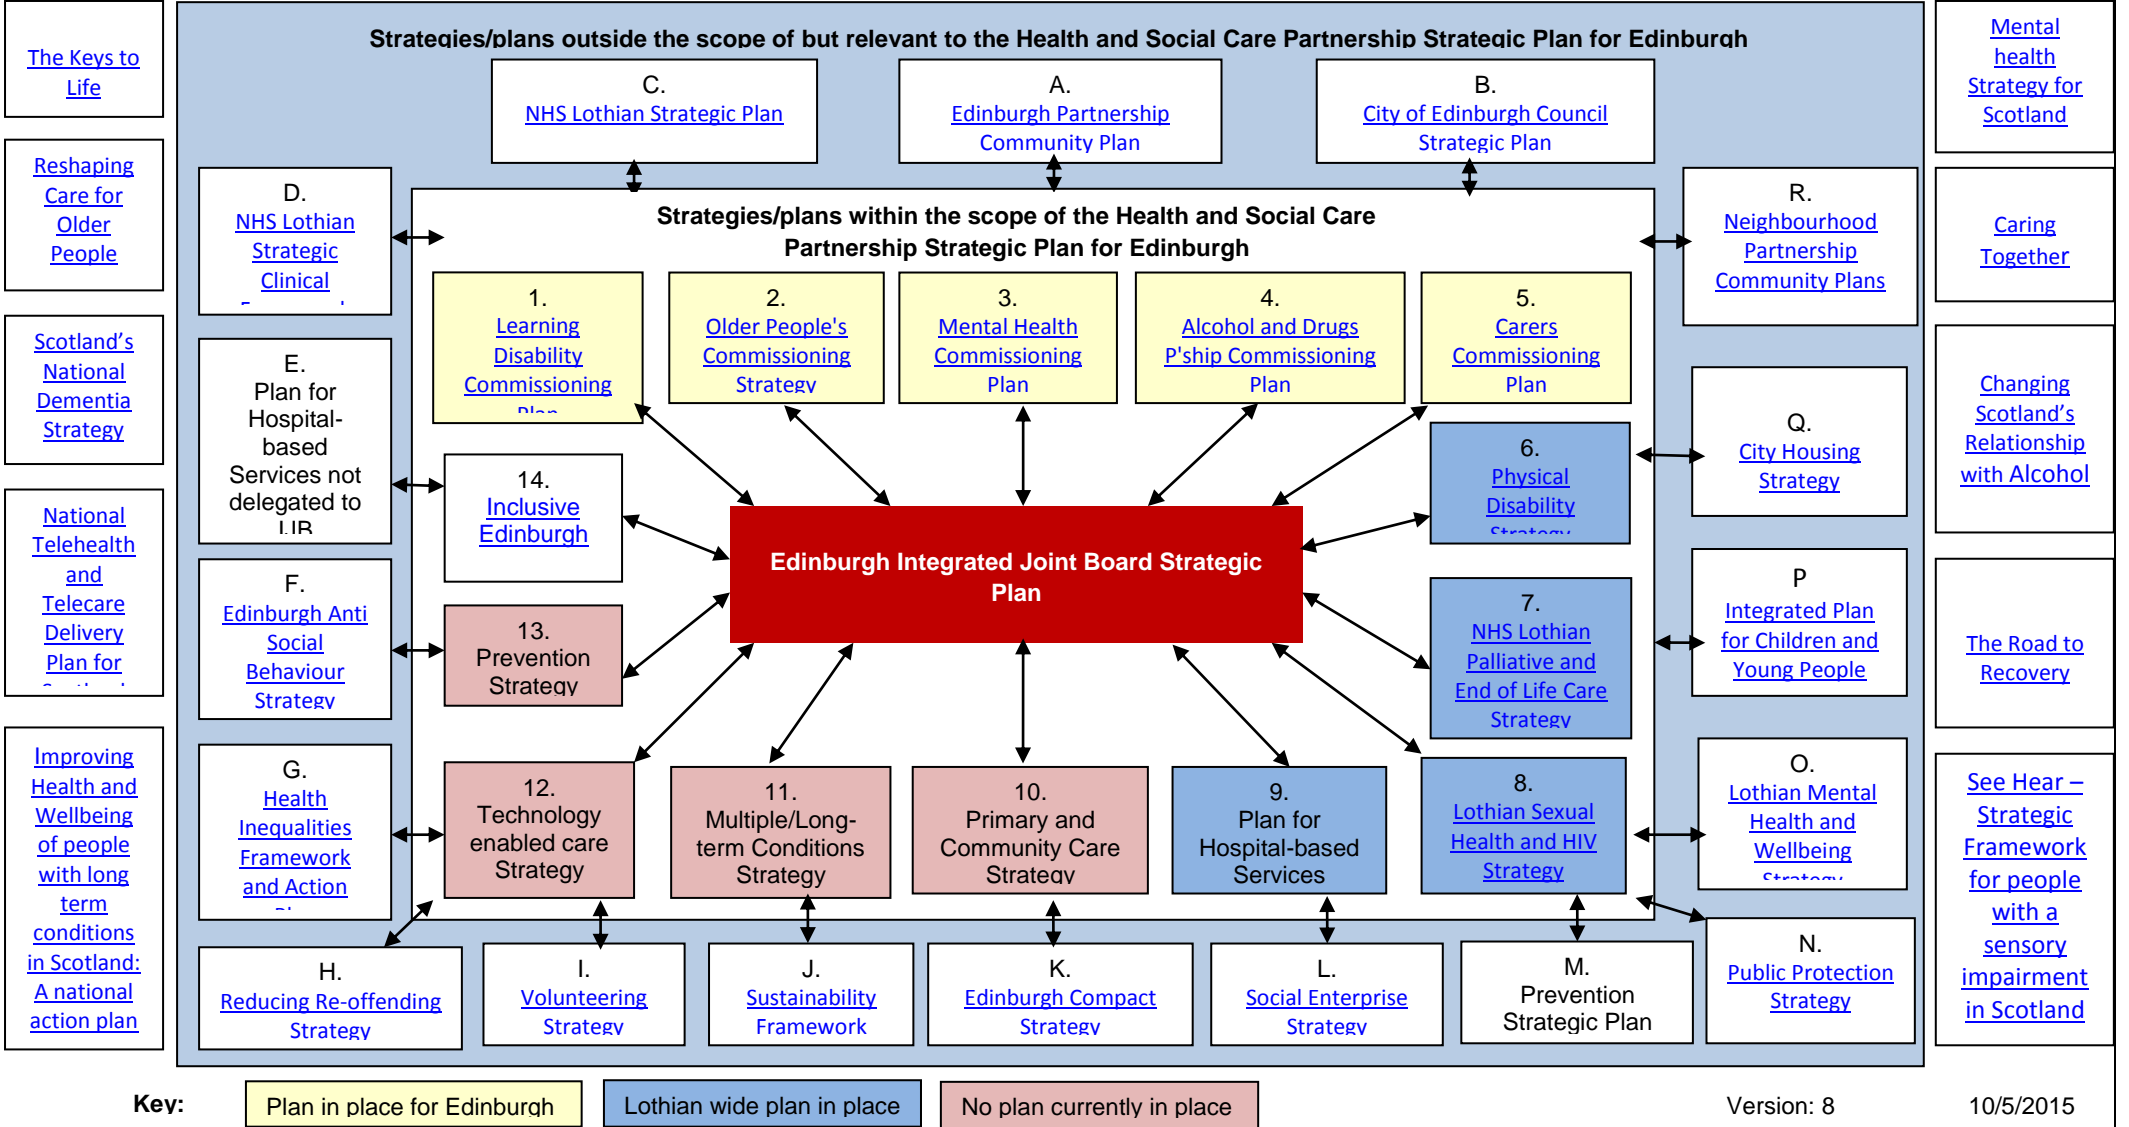 Strategies/plans outside the scope of but relevant to the Health and Social Care Partnership Strategic Plan for Edinburgh
The Keys to
Life
Reshaping
Care for
Older
People
Scotland's
National
Dementia
Strategy
National
Telehealth
and
Telecare
Delivery
Plan for
Improving
Health and
Wellbeing
of people
with long
term
conditions
in Scotland:
A national
action plan
C.
NHS Lothian Strategic Plan
A.
Edinburgh Partnership
Community Plan
B.
City of Edinburgh Council
Strategic Plan
D.
NHS Lothian
Strategic
Clinical
E.
Plan for
Hospital-
based
Services not
delegated to
IJB
F.
Edinburgh Anti
Social
Behaviour
Strategy
G.
Health
Inequalities
Framework
and Action
Strategies/plans within the scope of the Health and Social Care
Partnership Strategic Plan for Edinburgh
1.
Learning
Disability
Commissioning
Plan
2.
Older People's
Commissioning
Strategy
3.
Mental Health
Commissioning
Plan
4.
Alcohol and Drugs
P'ship Commissioning
Plan
5.
Carers
Commissioning
Plan
14.
Inclusive
Edinburgh
6.
Physical
Disability
Strategy
Edinburgh Integrated Joint Board Strategic
Plan
13.
Prevention
Strategy
7.
NHS Lothian
Palliative and
End of Life Care
Strategy
12.
Technology
enabled care
Strategy
11.
Multiple/Long-
term Conditions
Strategy
10.
Primary and
Community Care
Strategy
9.
Plan for
Hospital-based
Services
8.
Lothian Sexual
Health and HIV
Strategy
R.
Neighbourhood
Partnership
Community Plans
Q.
City Housing
Strategy
P
Integrated Plan
for Children and
Young People
O.
Lothian Mental
Health and
Wellbeing
Strategy
H.
Reducing Re-offending
Strategy
I.
Volunteering
Strategy
J.
Sustainability
Framework
K.
Edinburgh Compact
Strategy
L.
Social Enterprise
Strategy
M.
Prevention
Strategic Plan
N.
Public Protection
Strategy
Mental
health
Strategy for
Scotland
Caring
Together
Changing
Scotland's
Relationship
with Alcohol
The Road to
Recovery
See Hear –
Strategic
Framework
for people
with a
sensory
impairment
in Scotland
Key:
Plan in place for Edinburgh
Lothian wide plan in place
No plan currently in place
Version: 8
10/5/2015